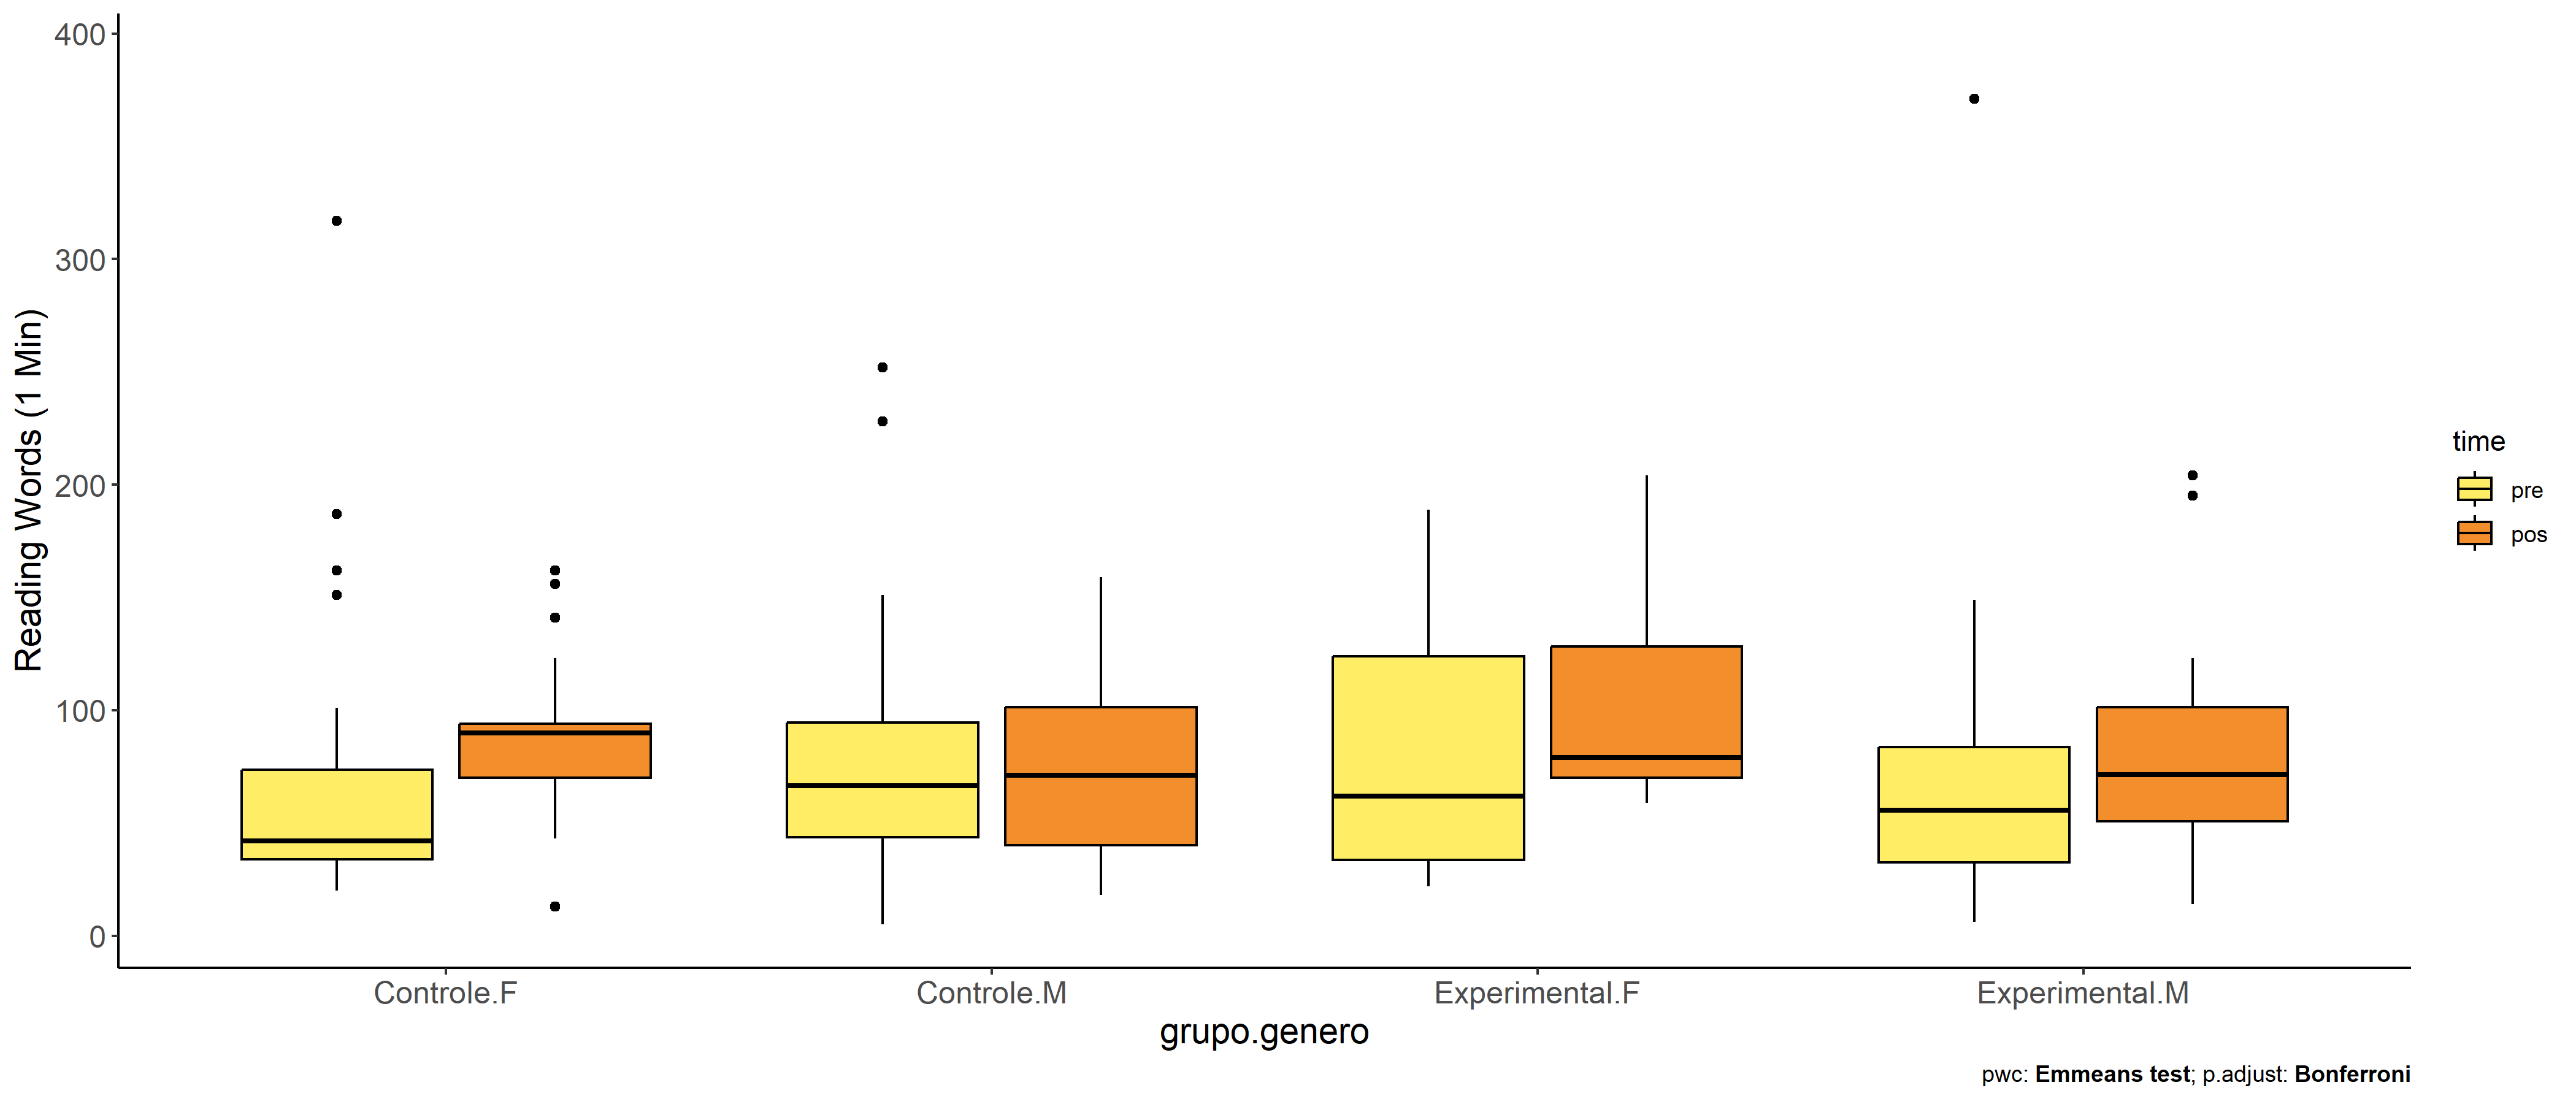 Reading Words (1 Min)
400
300
200
100
0
Controle.F
Controle.M
Experimental.F
Experimental.M
grupo.genero
time
pre
pos
pwc: Emmeans test; p.adjust: Bonferroni